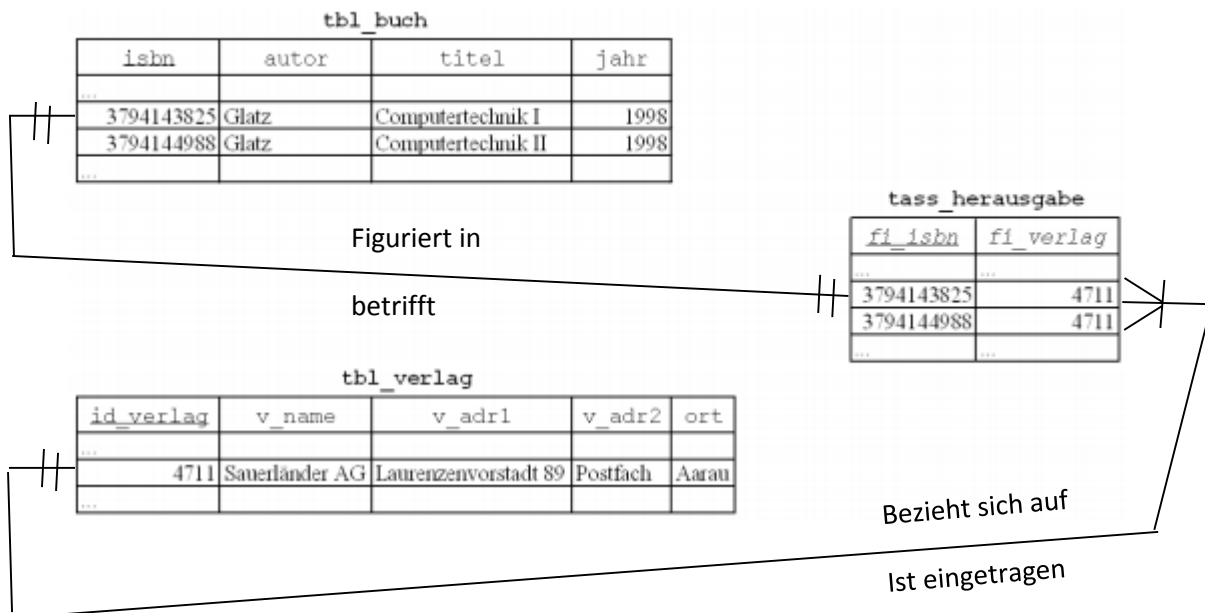 tbl_buch
isbn autor titel jahr
...
3794143825 Glatz Computertechnik I 1998
3794144988 Glatz Computertechnik II 1998
...
tass_herausgabe
fi_isbn fi_verlag
... ...
3794143825 4711
3794144988 4711
... ...
Figuriert in
betrifft
tbl_verlag
id_verlag v_name v_adr1 v_adr2 ort
...
4711 Sauerländer AG Laurenzenvorstadt 89 Postfach Aarau
...
Bezieht sich auf
Ist eingetragen